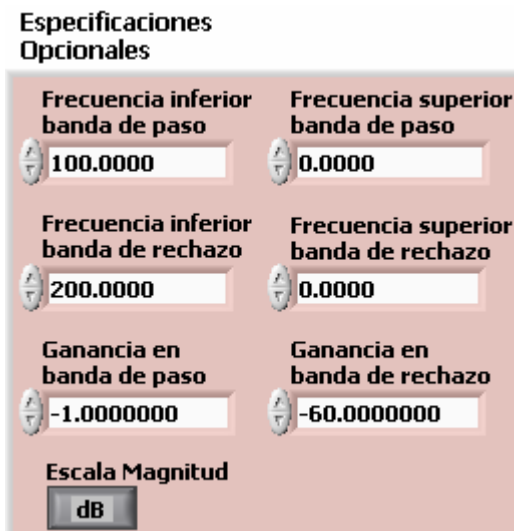 Especificaciones
Opcionales
Frecuencia inferior
banda de paso
100.0000
Frecuencia superior
banda de paso
0.0000
Frecuencia inferior
banda de rechazo
200.0000
Frecuencia superior
banda de rechazo
0.0000
Ganancia en
banda de paso
-1.0000000
Ganancia en
banda de rechazo
-60.0000000
Escala Magnitud
dB